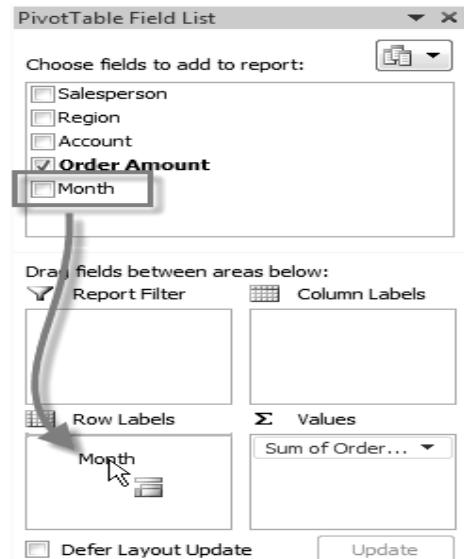 PivotTable Field List
Choose fields to add to report:
Salesperson
Region
Account
Order Amount
Month
Drag fields between areas below:
Report Filter
Column Labels
Row Labels
Σ Values
Month
Sum of Order...
Defer Layout Update
Update